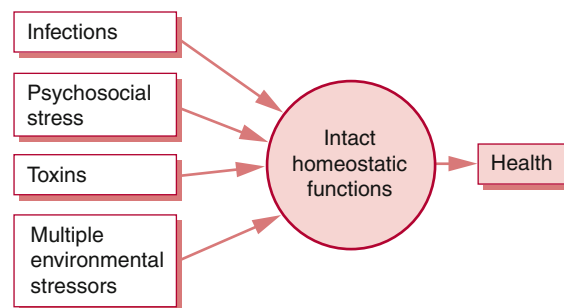 Infections
Psychosocial
stress
Toxins
Multiple
environmental
stressors
Intact
homeostatic
functions
Health